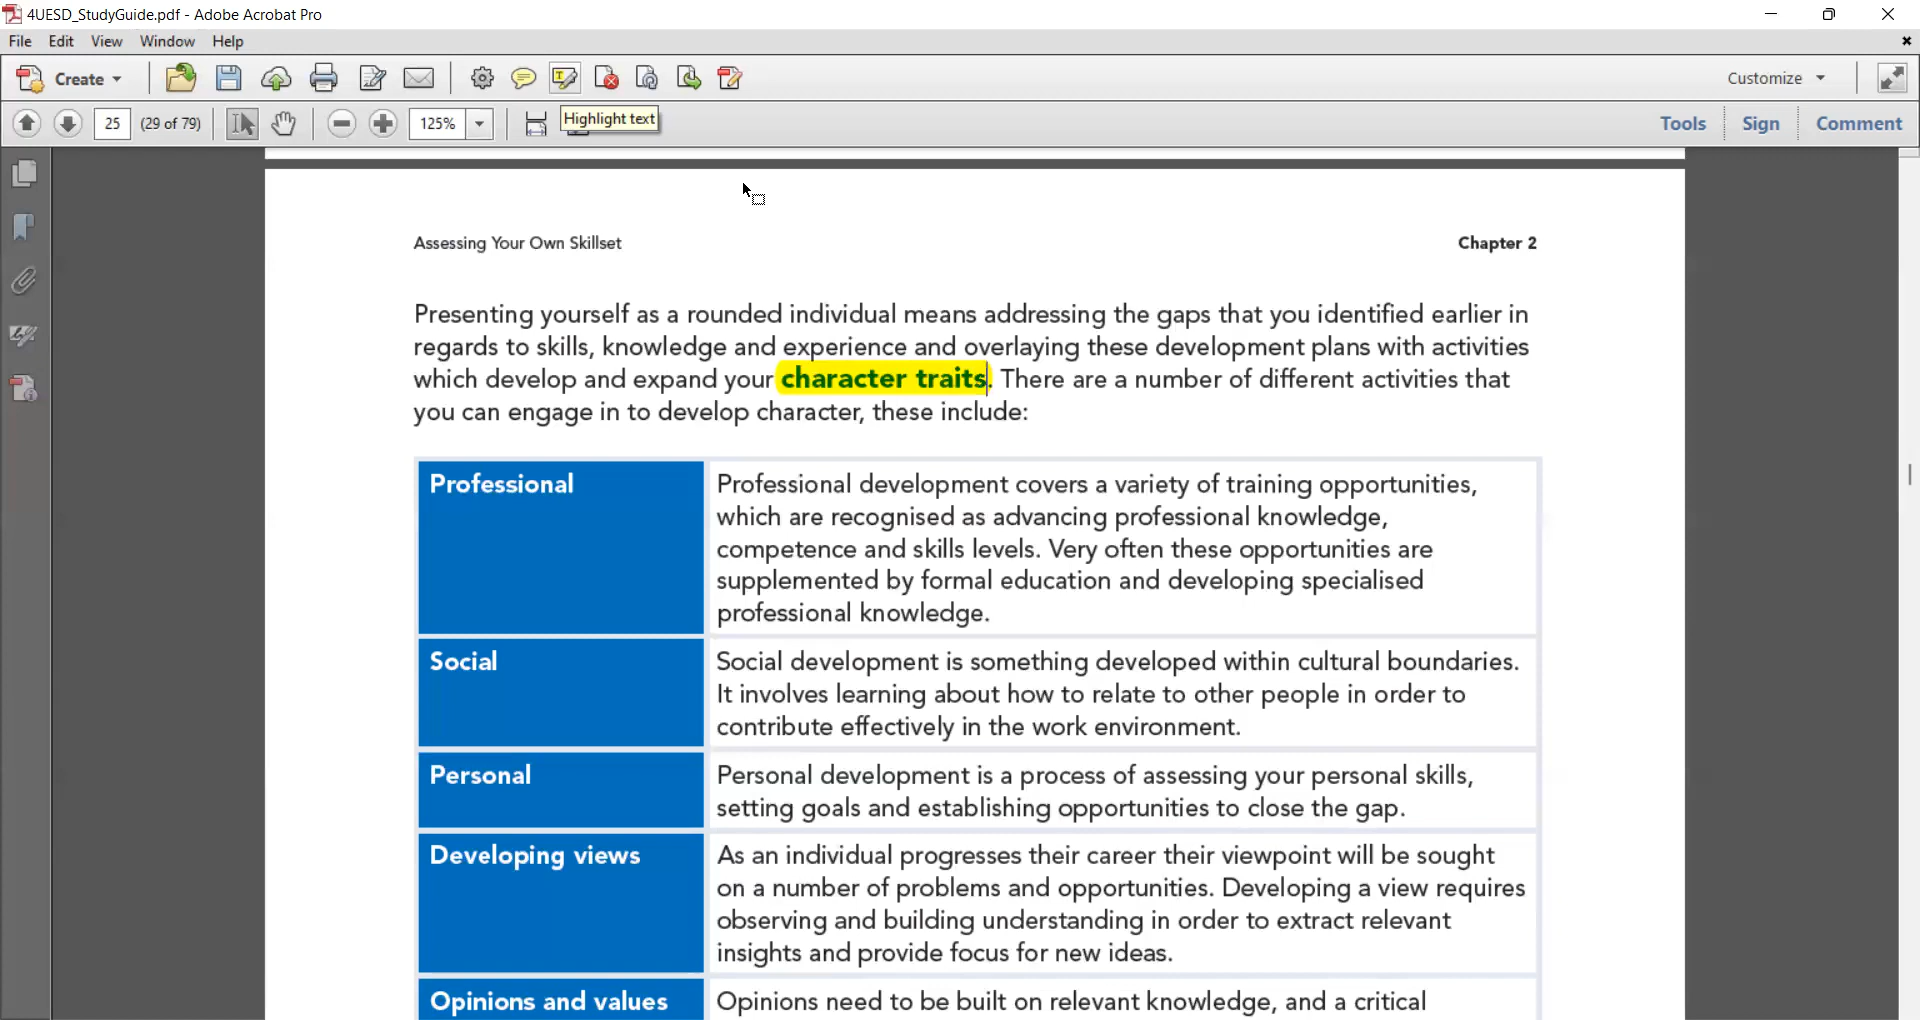 4UESD_StudyGuide.pdf - Adobe Acrobat Pro
File Edit View Window Help
Create Customize
25 (29 of 79) 125% Highlight text Tools Sign Comment
Assessing Your Own Skillset Chapter 2
Presenting yourself as a rounded individual means addressing the gaps that you identified earlier in
regards to skills, knowledge and experience and overlaying these development plans with activities
which develop and expand your character traits. There are a number of different activities that
you can engage in to develop character, these include:
Professional
Professional development covers a variety of training opportunities,
which are recognised as advancing professional knowledge,
competence and skills levels. Very often these opportunities are
supplemented by formal education and developing specialised
professional knowledge.
Social
Social development is something developed within cultural boundaries.
It involves learning about how to relate to other people in order to
contribute effectively in the work environment.
Personal
Personal development is a process of assessing your personal skills,
setting goals and establishing opportunities to close the gap.
Developing views
As an individual progresses their career their viewpoint will be sought
on a number of problems and opportunities. Developing a view requires
observing and building understanding in order to extract relevant
insights and provide focus for new ideas.
Opinions and values
Opinions need to be built on relevant knowledge, and a critical